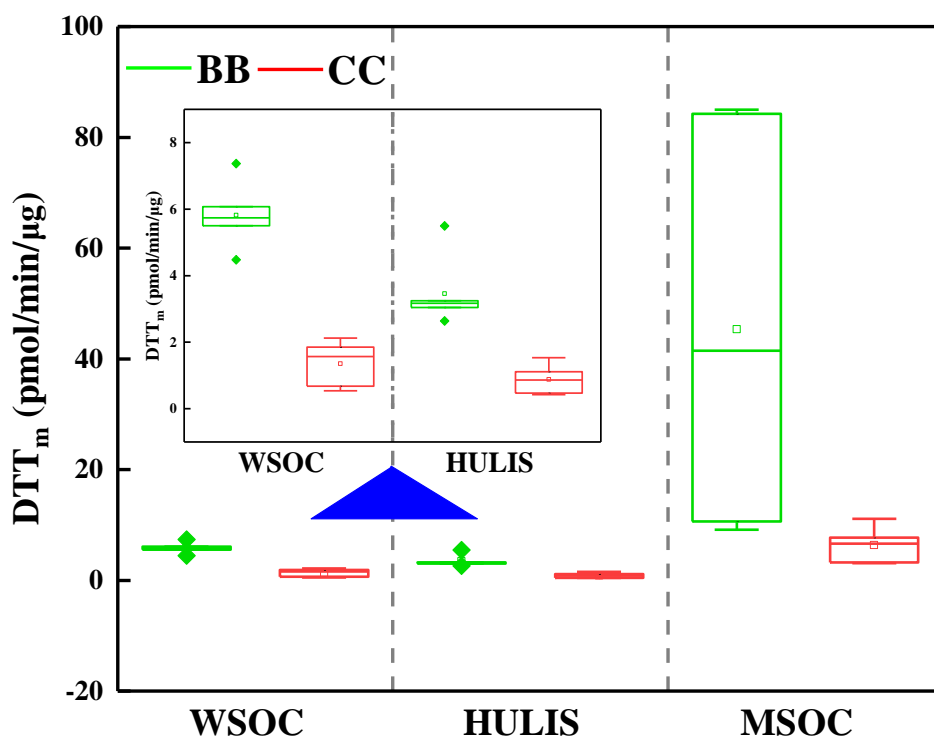 100
BB CC
80
60
40
20
0
-20
DTTm (pmol/min/μg)
8
6
4
2
0
DTTm (pmol/min/μg)
WSOC HULIS
WSOC HULIS MSOC